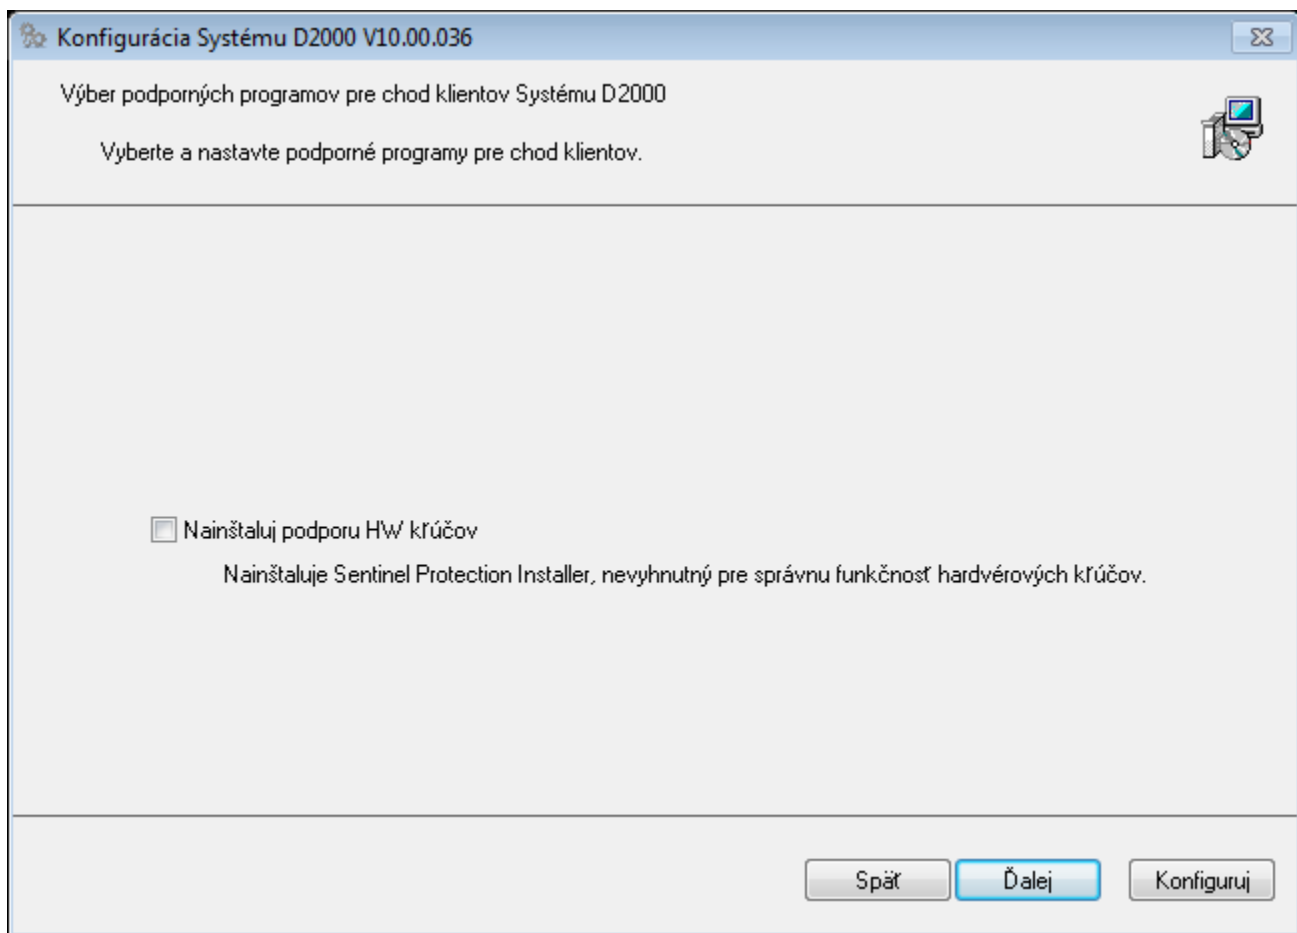 Konfigurácia Systému D2000 V10.00.036
Výber podporných programov pre chod klientov Systému D2000
Vyberte a nastavte podporné programy pre chod klientov.
Nainštaluj podporu HW kľúčov
Nainštaluje Sentinel Protection Installer, nevyhnutný pre správnu funkčnosť hardvérových kľúčov.
Späť
Ďalej
Konfiguruj